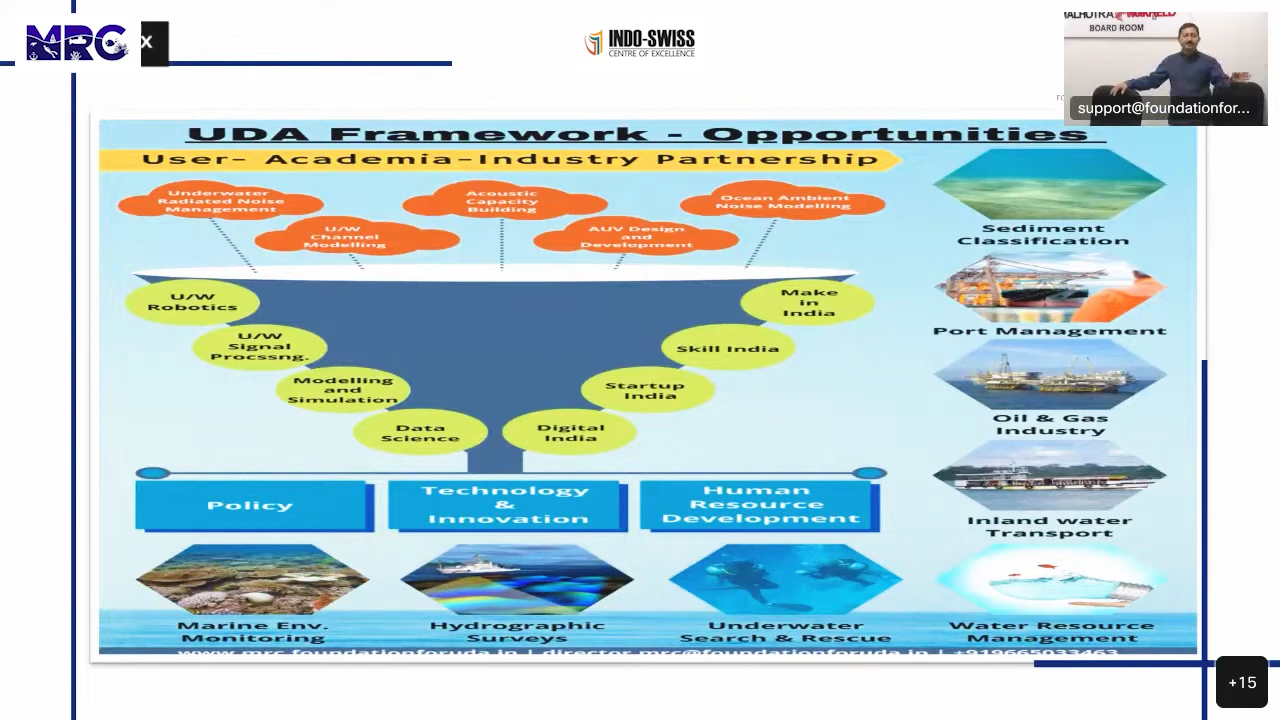 MRC
x
INDO-SWISS
CENTRE OF EXCELLENCE
BOARD ROOM
support@foundationfor...
UDA Framework - Opportunities
User- Academia-Industry Partnership
Underwater
Radiated Noise
Management
Acoustic
Capacity
Building
Ocean Ambient
Noise Modelling
U/W
Channel
Modelling
AUV Design
and
Development
U/W
Robotics
U/W
Signal
Procssng.
Modelling
and
Simulation
Data
Science
Make
in
India
Skill India
Startup
India
Digital
India
Policy
Technology
&
Innovation
Human
Resource
Development
Sediment
Classification
Port Management
Oil & Gas
Industry
Inland water
Transport
Marine Env.
Monitoring
Hydrographic
Surveys
Underwater
Search & Rescue
Water Resource
Management
www.mrc.foundationforuda.in | director.mrc@foundationforuda.in | +919665033463
+15